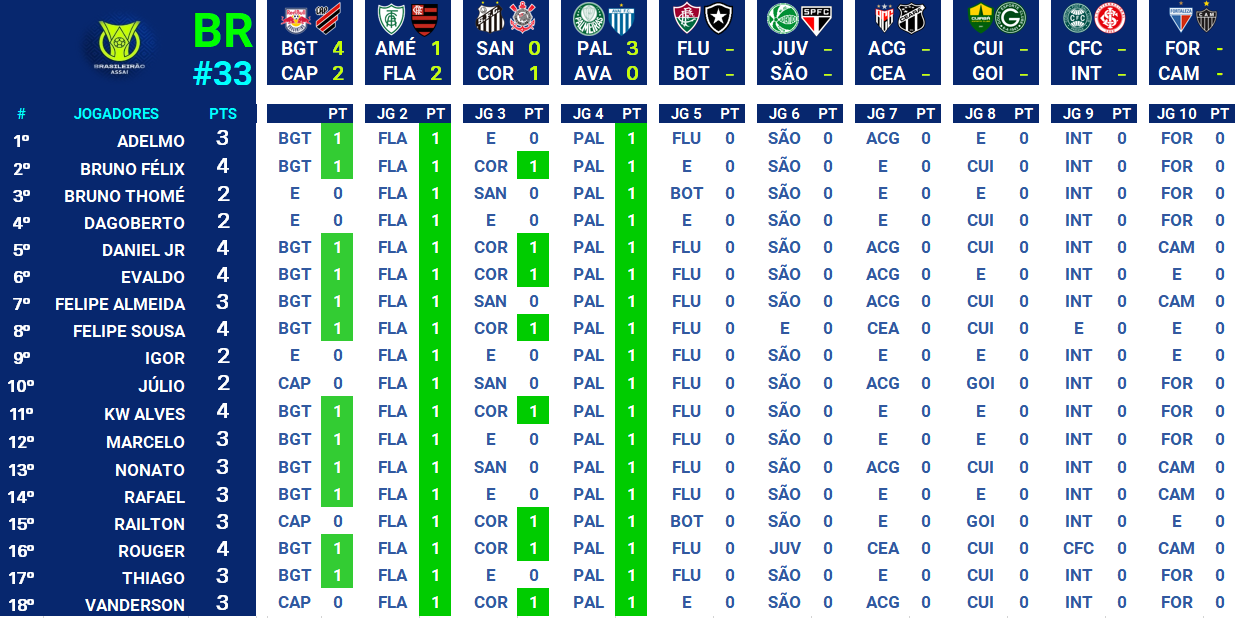 BR
#33
BRASILEIRÃO
ASSAÍ
BGT 4 AMÉ 1 SAN 0 PAL 3 FLU – JUV – ACG – CUI – CFC – FOR -
CAP 2 FLA 2 COR 1 AVA 0 BOT – SÃO – CEA – GOI – INT – CAM -
# JOGADORES PTS PT JG 2 PT JG 3 PT JG 4 PT JG 5 PT JG 6 PT JG 7 PT JG 8 PT JG 9 PT JG 10 PT
1º ADELMO 3 BGT 1 FLA 1 E 0 PAL 1 FLU 0 SÃO 0 ACG 0 E 0 INT 0 FOR 0
2º BRUNO FÉLIX 4 BGT 1 FLA 1 COR 1 PAL 1 E 0 SÃO 0 E 0 CUI 0 INT 0 FOR 0
3º BRUNO THOMÉ 2 E 0 FLA 1 SAN 0 PAL 1 BOT 0 SÃO 0 E 0 E 0 INT 0 FOR 0
4º DAGOBERTO 2 E 0 FLA 1 E 0 PAL 1 E 0 SÃO 0 E 0 CUI 0 INT 0 FOR 0
5º DANIEL JR 4 BGT 1 FLA 1 COR 1 PAL 1 FLU 0 SÃO 0 ACG 0 CUI 0 INT 0 CAM 0
6º EVALDO 4 BGT 1 FLA 1 COR 1 PAL 1 FLU 0 SÃO 0 ACG 0 E 0 INT 0 E 0
7º FELIPE ALMEIDA 3 BGT 1 FLA 1 SAN 0 PAL 1 FLU 0 SÃO 0 ACG 0 CUI 0 INT 0 CAM 0
8º FELIPE SOUSA 4 BGT 1 FLA 1 COR 1 PAL 1 FLU 0 E 0 CEA 0 CUI 0 E 0 E 0
9º IGOR 2 E 0 FLA 1 E 0 PAL 1 FLU 0 SÃO 0 E 0 E 0 INT 0 E 0
10º JÚLIO 2 CAP 0 FLA 1 SAN 0 PAL 1 FLU 0 SÃO 0 ACG 0 GOI 0 INT 0 FOR 0
11º KW ALVES 4 BGT 1 FLA 1 COR 1 PAL 1 FLU 0 SÃO 0 E 0 E 0 INT 0 FOR 0
12º MARCELO 3 BGT 1 FLA 1 E 0 PAL 1 FLU 0 SÃO 0 E 0 E 0 INT 0 FOR 0
13º NONATO 3 BGT 1 FLA 1 SAN 0 PAL 1 FLU 0 SÃO 0 ACG 0 CUI 0 INT 0 CAM 0
14º RAFAEL 3 BGT 1 FLA 1 E 0 PAL 1 FLU 0 SÃO 0 E 0 E 0 INT 0 CAM 0
15º RAILTON 3 CAP 0 FLA 1 COR 1 PAL 1 BOT 0 SÃO 0 E 0 GOI 0 INT 0 E 0
16º ROUGER 4 BGT 1 FLA 1 COR 1 PAL 1 FLU 0 JUV 0 CEA 0 CUI 0 CFC 0 CAM 0
17º THIAGO 3 BGT 1 FLA 1 E 0 PAL 1 FLU 0 SÃO 0 E 0 CUI 0 INT 0 FOR 0
18º VANDERSON 3 CAP 0 FLA 1 COR 1 PAL 1 E 0 SÃO 0 ACG 0 CUI 0 INT 0 FOR 0